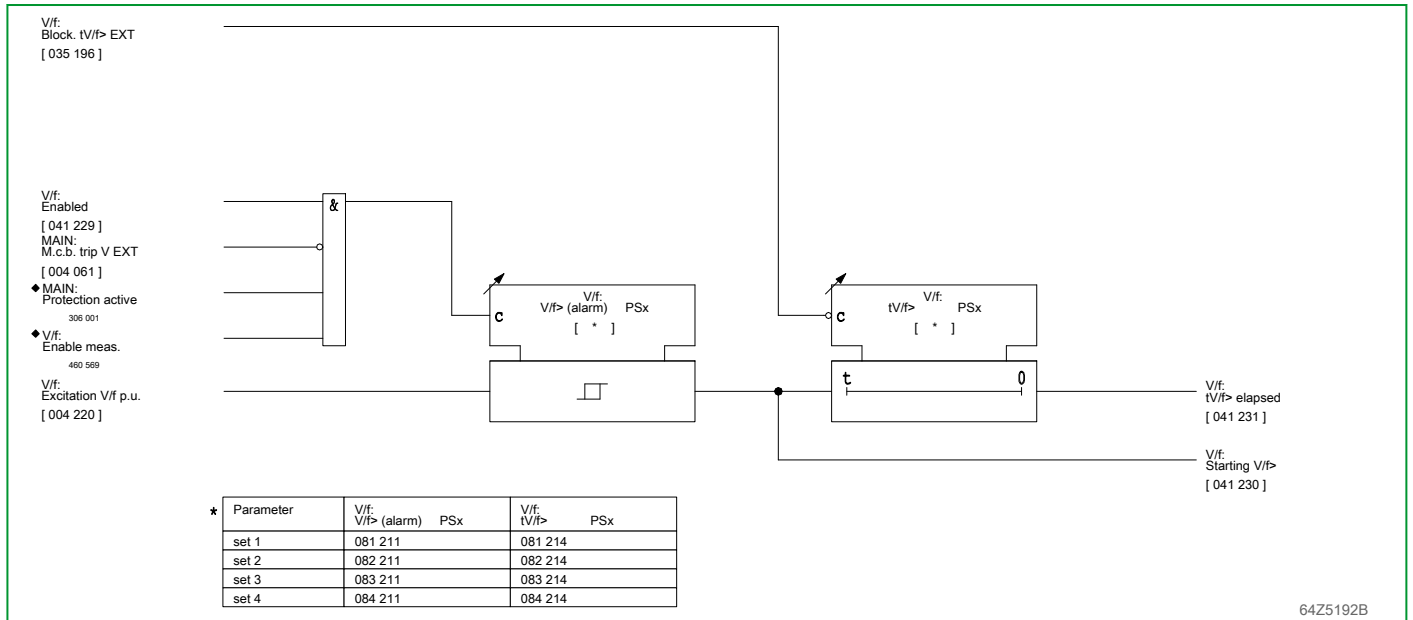 V/f:
Block. tV/f> EXT
[ 035 196 ]
V/f:
Enabled
[ 041 229 ]
MAIN:
M.c.b. trip V EXT
[ 004 061 ]
◆ MAIN:
Protection active
306 001
◆ V/f:
Enable meas.
460 569
V/f:
Excitation V/f p.u.
[ 004 220 ]
&
C
V/f:
V/f> (alarm) PSx
[ * ]
C
V/f:
tV/f> PSx
[ * ]
t 0
V/f:
tV/f> elapsed
[ 041 231 ]
V/f:
Starting V/f>
[ 041 230 ]
* Parameter V/f: V/f:
V/f> (alarm) PSx tV/f> PSx
set 1 081 211 081 214
set 2 082 211 082 214
set 3 083 211 083 214
set 4 084 211 084 214
64Z5192B